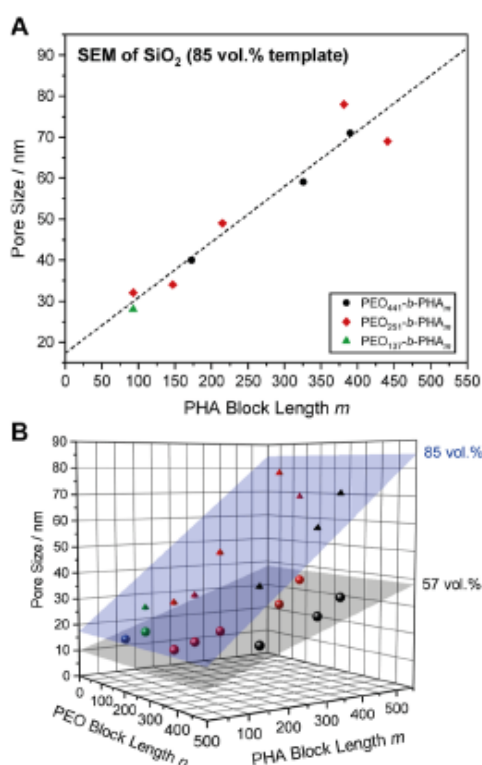 A
SEM of SiO₂ (85 vol.% template)
Pore Size / nm
90
80
70
60
50
40
30
20
PEO₄₄₁-b-PHAₘ
PEO₂₅₁-b-PHAₘ
PEO₁₃₇-b-PHAₘ
0 50 100 150 200 250 300 350 400 450 500 550
PHA Block Length m
B
Pore Size / nm
90
80
70
60
50
40
30
20
10
0
85 vol.%
57 vol.%
0 100 200 300 400 500
PEO Block Length n
100 200 300 400 500
PHA Block Length m